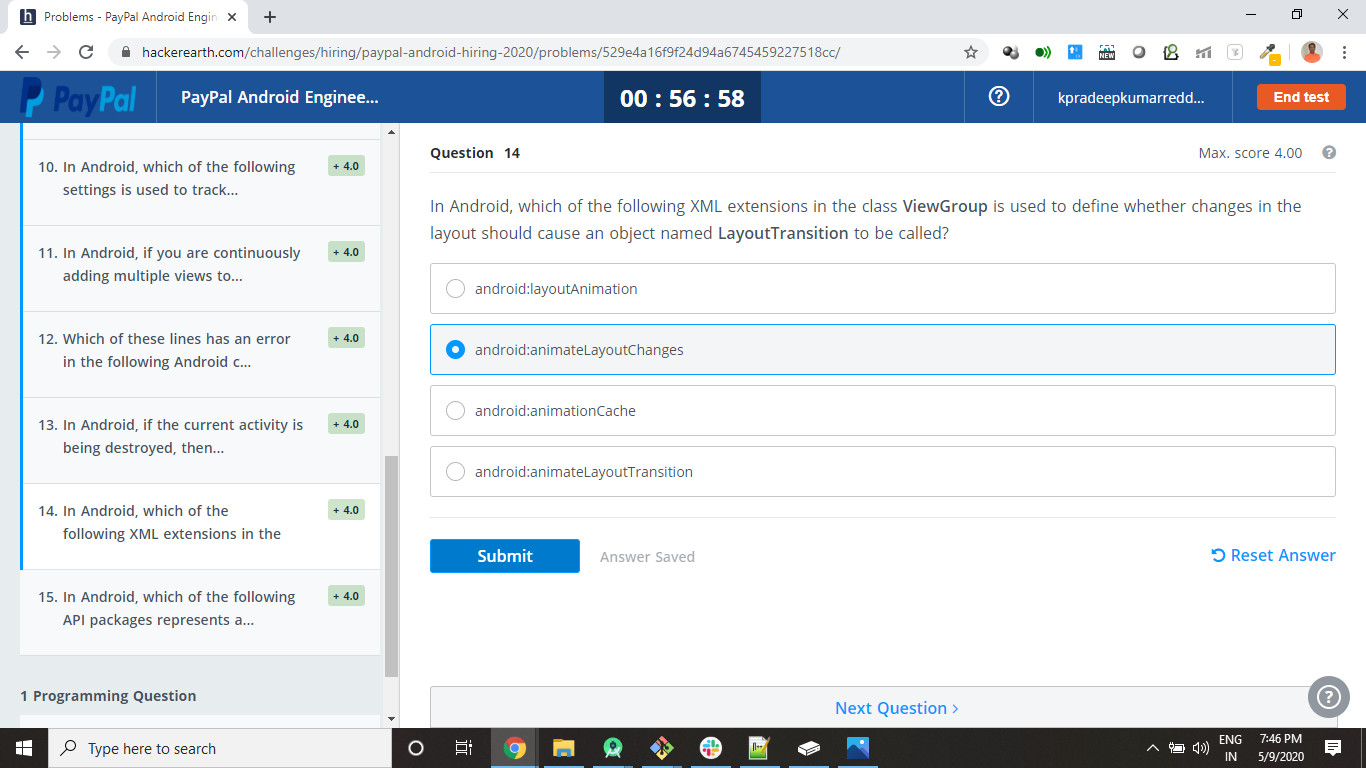 Problems - PayPal Android Engin
hackerearth.com/challenges/hiring/paypal-android-hiring-2020/problems/529e4a16f9f24d94a6745459227518cc/
NEW
PayPal
PayPal Android Enginee...
00 : 56 : 58
kpradeepkumarredd...
End test
10. In Android, which of the following + 4.0
settings is used to track...
11. In Android, if you are continuously + 4.0
adding multiple views to...
12. Which of these lines has an error + 4.0
in the following Android c...
13. In Android, if the current activity is + 4.0
being destroyed, then...
14. In Android, which of the + 4.0
following XML extensions in the
15. In Android, which of the following + 4.0
API packages represents a...
1 Programming Question
Question 14
Max. score 4.00
In Android, which of the following XML extensions in the class ViewGroup is used to define whether changes in the
layout should cause an object named LayoutTransition to be called?
android:layoutAnimation
android:animateLayoutChanges
android:animationCache
android:animateLayoutTransition
Submit
Answer Saved
Reset Answer
Next Question >
Type here to search
ENG
IN
7:46 PM
5/9/2020